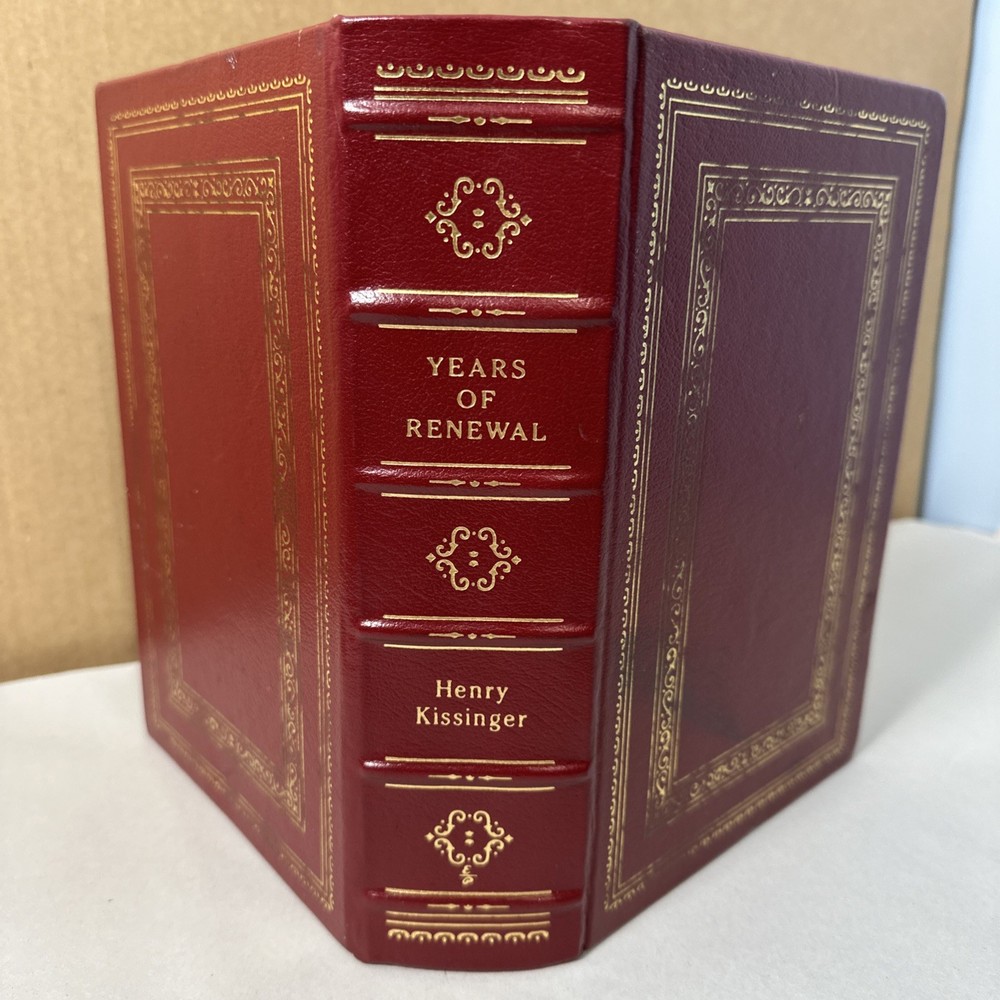 YEARS
OF
RENEWAL
Henry
Kissinger